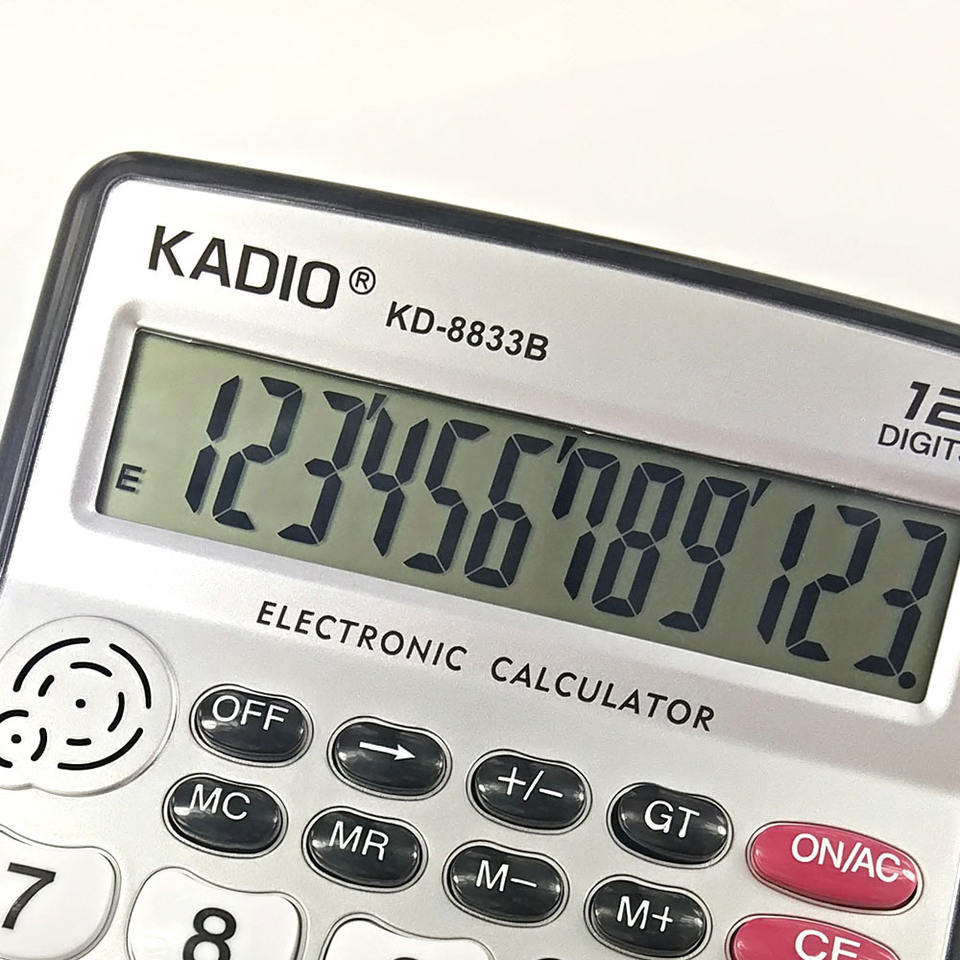 KADIO® KD-8833B
12
DIGITS
E 123'456'789'123.
ELECTRONIC CALCULATOR
OFF → +/− GT ON/AC
MC MR M− M+ CE
7 8